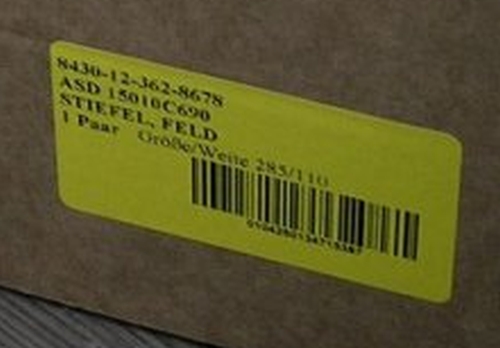 8430-12-362-8678
ASD 15010C690
STIEFEL, FELD
1 Paar Größe/Weite 285/110